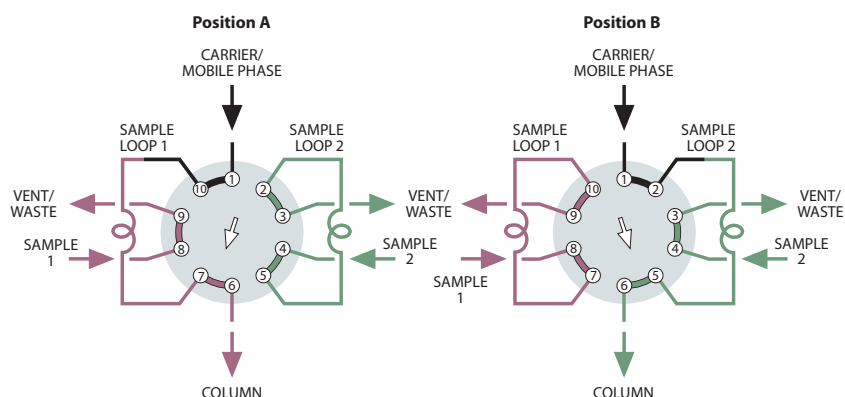 Position A
CARRIER/
MOBILE PHASE
SAMPLE
LOOP 1
SAMPLE
LOOP 2
1
10
2
9
3
8
4
7
5
6
VENT/
WASTE
VENT/
WASTE
SAMPLE
1
SAMPLE
2
COLUMN
Position B
CARRIER/
MOBILE PHASE
SAMPLE
LOOP 1
SAMPLE
LOOP 2
1
2
10
9
3
8
4
7
5
6
VENT/
WASTE
SAMPLE
1
SAMPLE
2
COLUMN